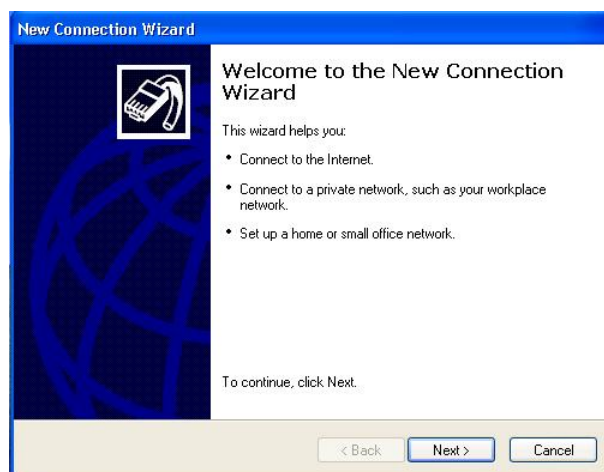 New Connection Wizard
Welcome to the New Connection
Wizard
This wizard helps you:
• Connect to the Internet.
• Connect to a private network, such as your workplace
network.
• Set up a home or small office network.
To continue, click Next.
< Back
Next >
Cancel